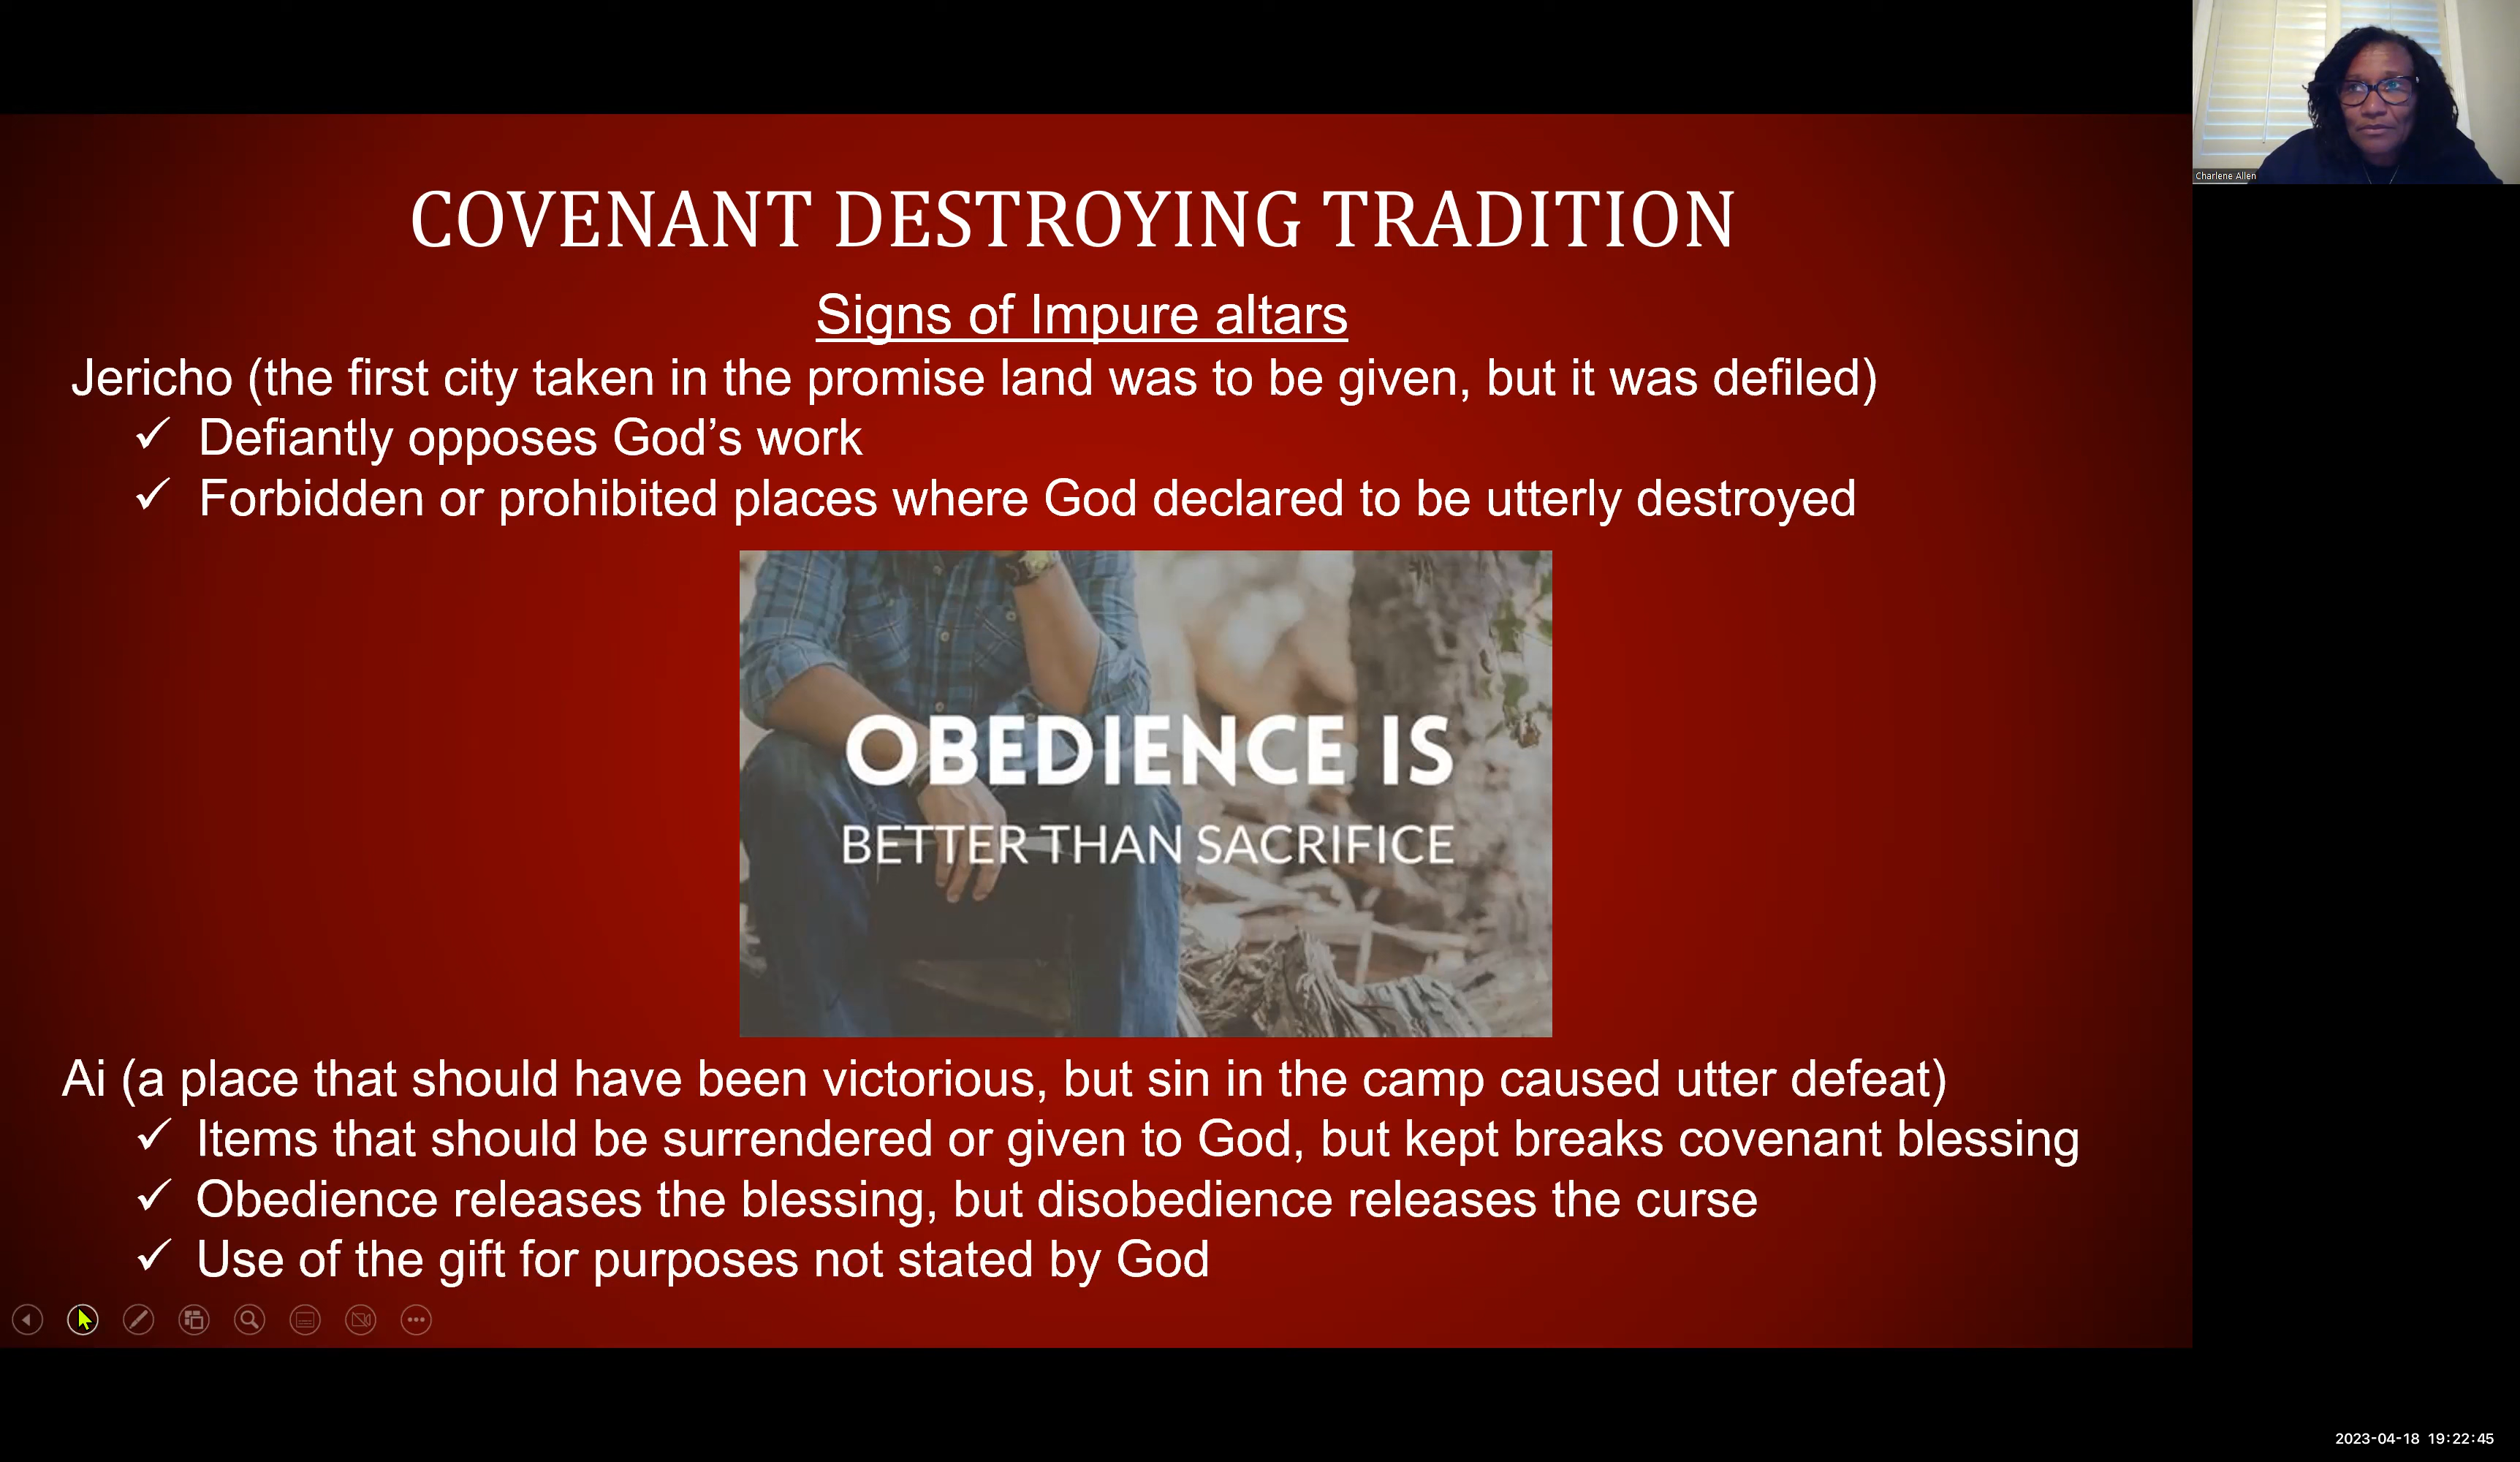 Charlene Allen
COVENANT DESTROYING TRADITION
Signs of Impure altars
Jericho (the first city taken in the promise land was to be given, but it was defiled)
✓ Defiantly opposes God’s work
✓ Forbidden or prohibited places where God declared to be utterly destroyed
OBEDIENCE IS
BETTER THAN SACRIFICE
Ai (a place that should have been victorious, but sin in the camp caused utter defeat)
✓ Items that should be surrendered or given to God, but kept breaks covenant blessing
✓ Obedience releases the blessing, but disobedience releases the curse
✓ Use of the gift for purposes not stated by God
2023-04-18 19:22:45